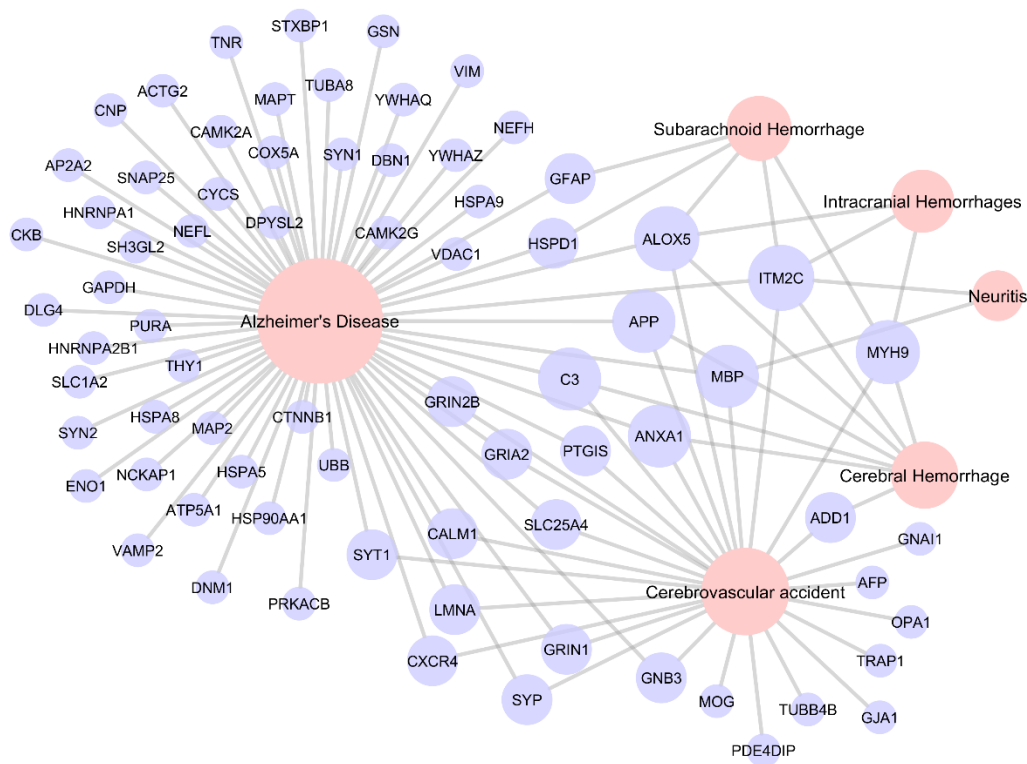 STXBP1
GSN
TNR
VIM
ACTG2
MAPT
TUBA8
YWHAQ
CNP
CAMK2A
NEFH
Subarachnoid Hemorrhage
COX5A
SYN1
DBN1
YWHAZ
AP2A2
SNAP25
GFAP
CYCS
HSPA9
Intracranial Hemorrhages
HNRNPA1
NEFL
DPYSL2
CKB
SH3GL2
CAMK2G
VDAC1
HSPD1
ALOX5
ITM2C
GAPDH
Neuritis
DLG4
PURA
Alzheimer's Disease
APP
HNRNPA2B1
MYH9
THY1
SLC1A2
C3
MBP
GRIN2B
HSPA8
CTNNB1
SYN2
MAP2
ANXA1
GRIA2
PTGIS
NCKAP1
HSPA5
UBB
Cerebral Hemorrhage
ENO1
ATP5A1
HSP90AA1
SLC25A4
ADD1
CALM1
GNAI1
VAMP2
SYT1
DNM1
AFP
Cerebrovascular accident
PRKACB
LMNA
OPA1
GRIN1
CXCR4
TRAP1
GNB3
SYP
MOG
TUBB4B
GJA1
PDE4DIP